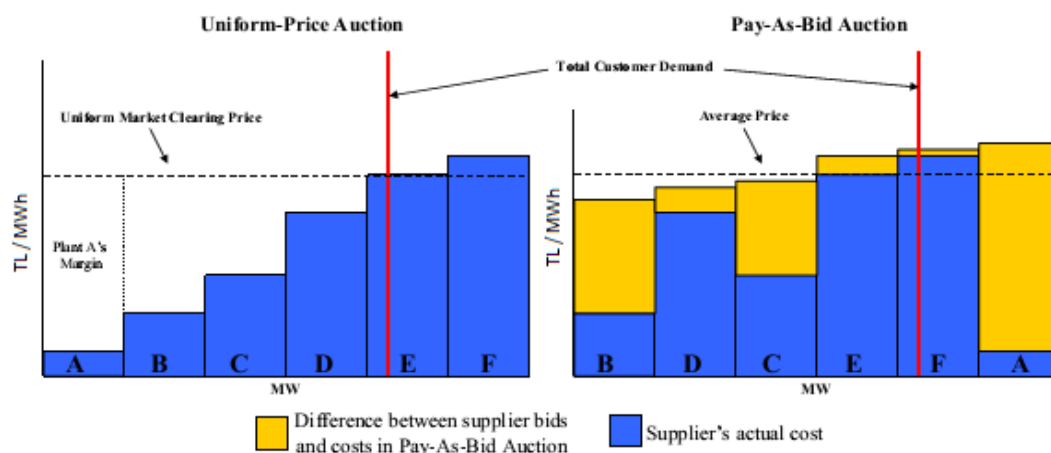 Uniform-Price Auction
Pay-As-Bid Auction
Total Customer Demand
Uniform Market Clearing Price
Average Price
TL / MWh
Plant A's
Margin
A B C D E F
MW
TL / MWh
B D C E F A
MW
Difference between supplier bids
and costs in Pay-As-Bid Auction
Supplier's actual cost